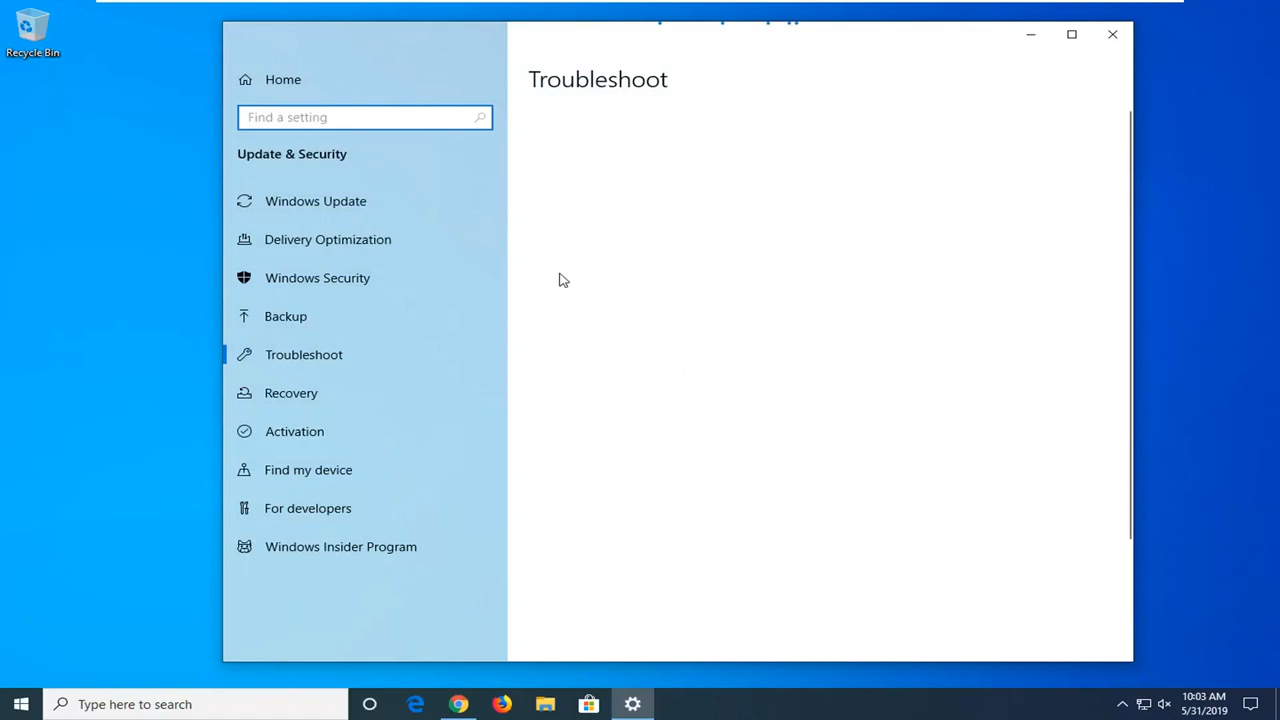 Recycle Bin
Home
Troubleshoot
Find a setting
Update & Security
Windows Update
Delivery Optimization
Windows Security
Backup
Troubleshoot
Recovery
Activation
Find my device
For developers
Windows Insider Program
Type here to search
10:03 AM
5/31/2019